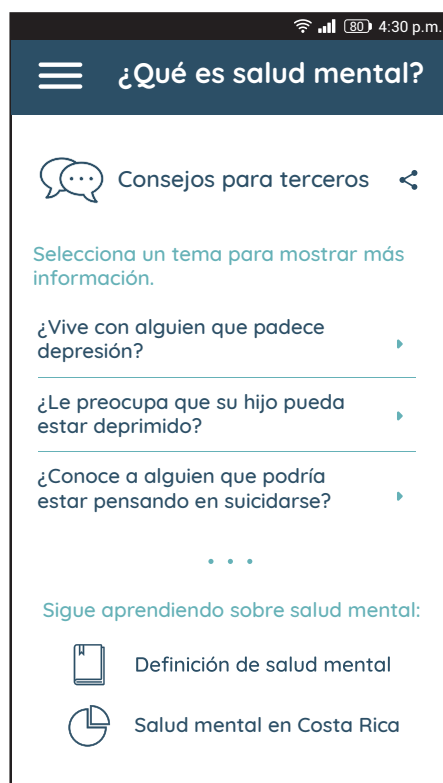 80 4:30 p.m.
¿Qué es salud mental?
Consejos para terceros
Selecciona un tema para mostrar más
información.
¿Vive con alguien que padece
depresión?
¿Le preocupa que su hijo pueda
estar deprimido?
¿Conoce a alguien que podría
estar pensando en suicidarse?
Sigue aprendiendo sobre salud mental:
Definición de salud mental
Salud mental en Costa Rica